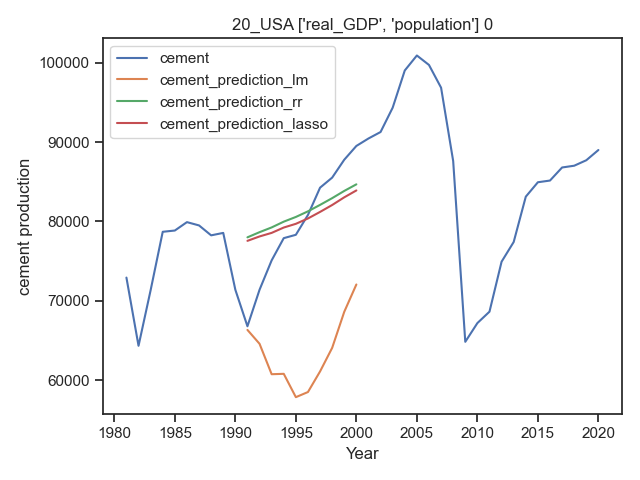 20_USA ['real_GDP', 'population'] 0
cement
cement_prediction_lm
cement_prediction_rr
cement_prediction_lasso
cement production
100000
90000
80000
70000
60000
1980 1985 1990 1995 2000 2005 2010 2015 2020
Year